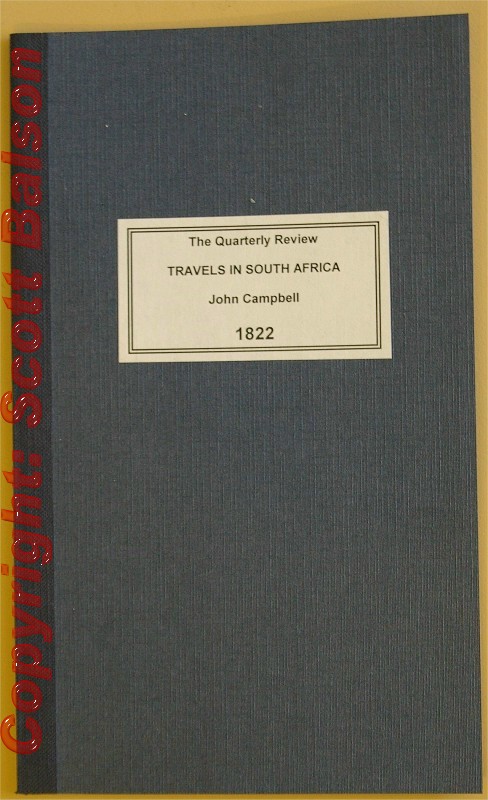 The Quarterly Review
TRAVELS IN SOUTH AFRICA
John Campbell
1822
Copyright: Scott Balson